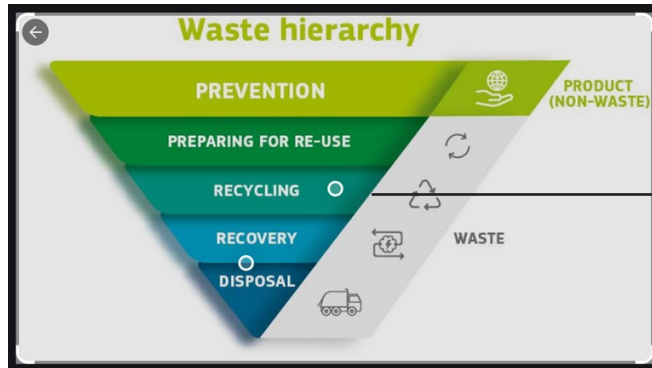 Waste hierarchy
PREVENTION
PRODUCT
(NON-WASTE)
PREPARING FOR RE-USE
RECYCLING
RECOVERY
WASTE
DISPOSAL